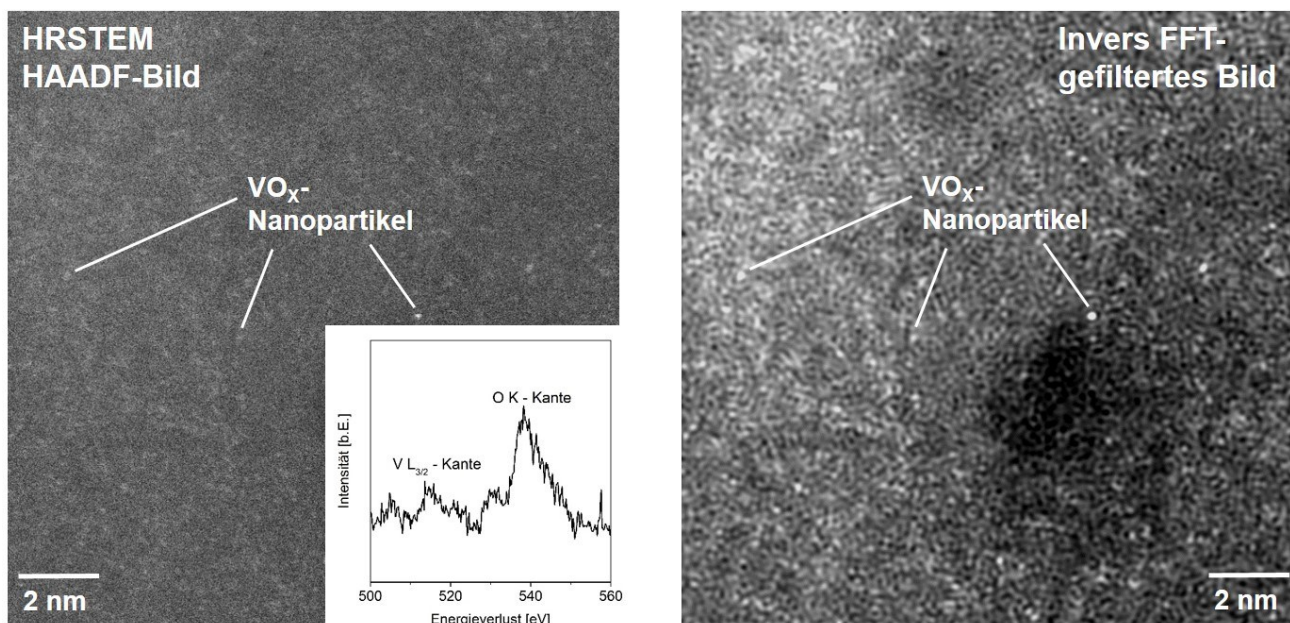 HRSTEM
HAADF-Bild
VOₓ-
Nanopartikel
2 nm
Intensität [b.E.]
V L₃/₂ - Kante
O K - Kante
500 520 540 560
Energieverlust [eV]
Invers FFT-
gefiltertes Bild
VOₓ-
Nanopartikel
2 nm